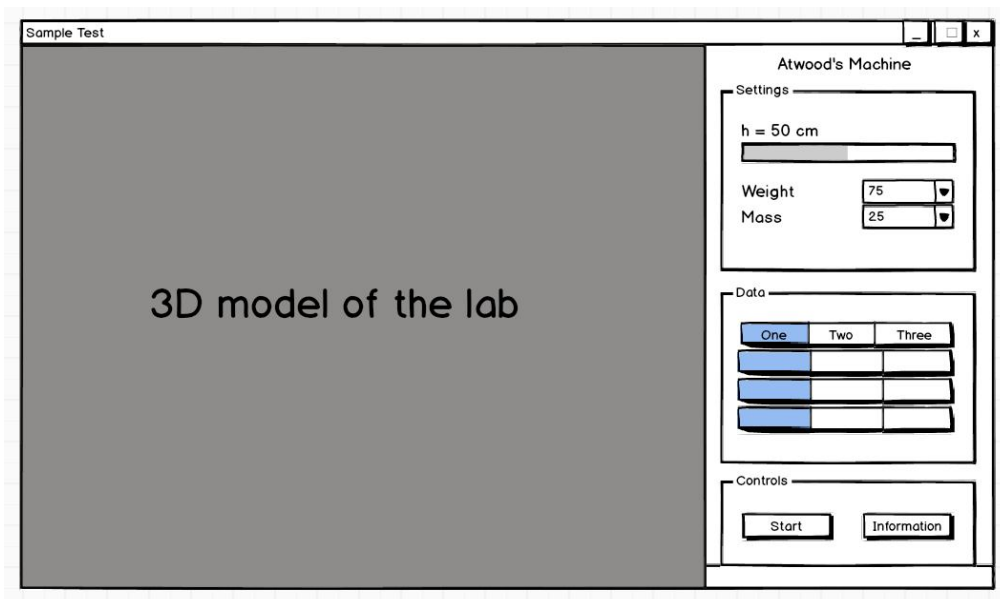 Sample Test
Atwood's Machine
Settings
h = 50 cm
Weight 75
Mass 25
3D model of the lab
Data
One Two Three
Controls
Start Information